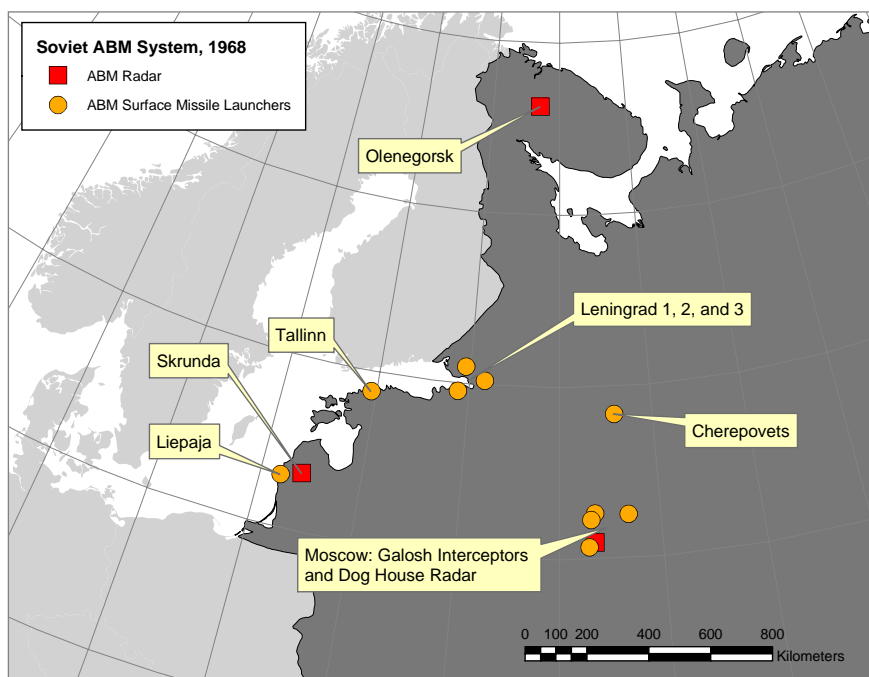 Soviet ABM System, 1968
ABM Radar
ABM Surface Missile Launchers
Olenegorsk
Leningrad 1, 2, and 3
Tallinn
Skrunda
Cherepovets
Liepaja
Moscow: Galosh Interceptors
and Dog House Radar
0 100 200 400 600 800
Kilometers